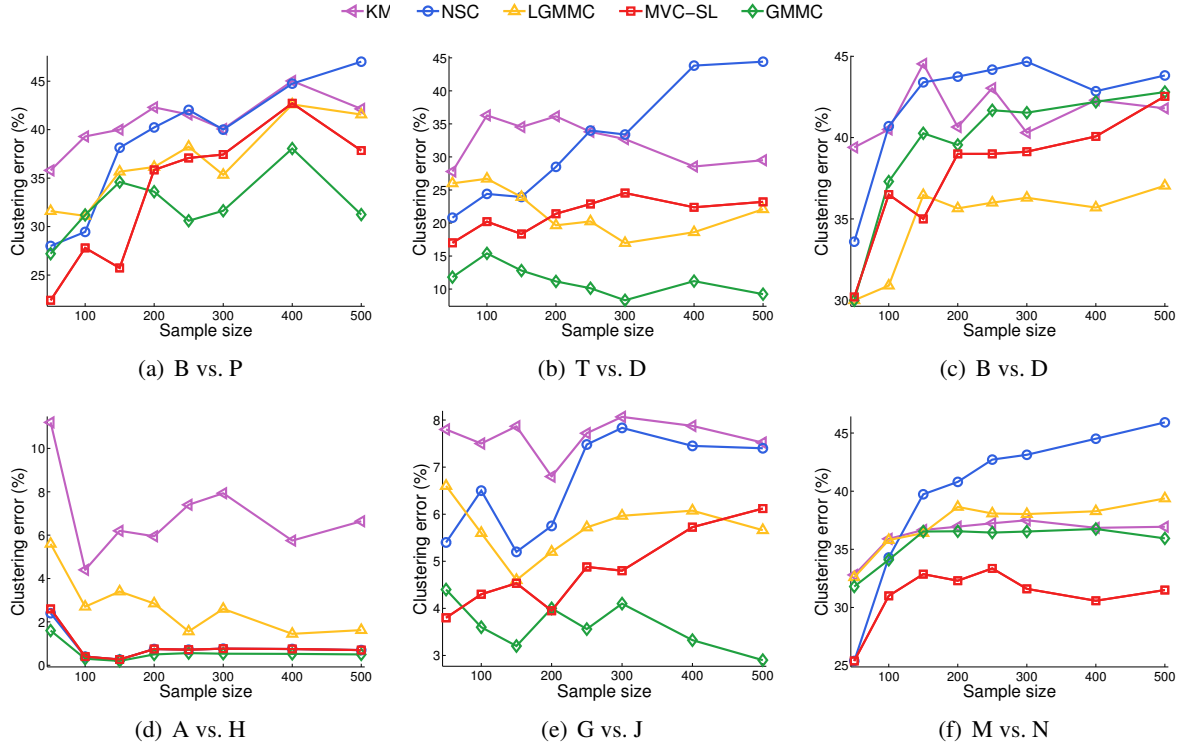 KM NSC LGMMC MVC-SL GMMC
Clustering error (%)
45
40
35
30
25
100 200 300 400 500
Sample size
(a) B vs. P
Clustering error (%)
45
40
35
30
25
20
15
10
100 200 300 400 500
Sample size
(b) T vs. D
Clustering error (%)
45
40
35
30
100 200 300 400 500
Sample size
(c) B vs. D
Clustering error (%)
10
8
6
4
2
0
100 200 300 400 500
Sample size
(d) A vs. H
Clustering error (%)
8
7
6
5
4
3
100 200 300 400 500
Sample size
(e) G vs. J
Clustering error (%)
45
40
35
30
25
100 200 300 400 500
Sample size
(f) M vs. N